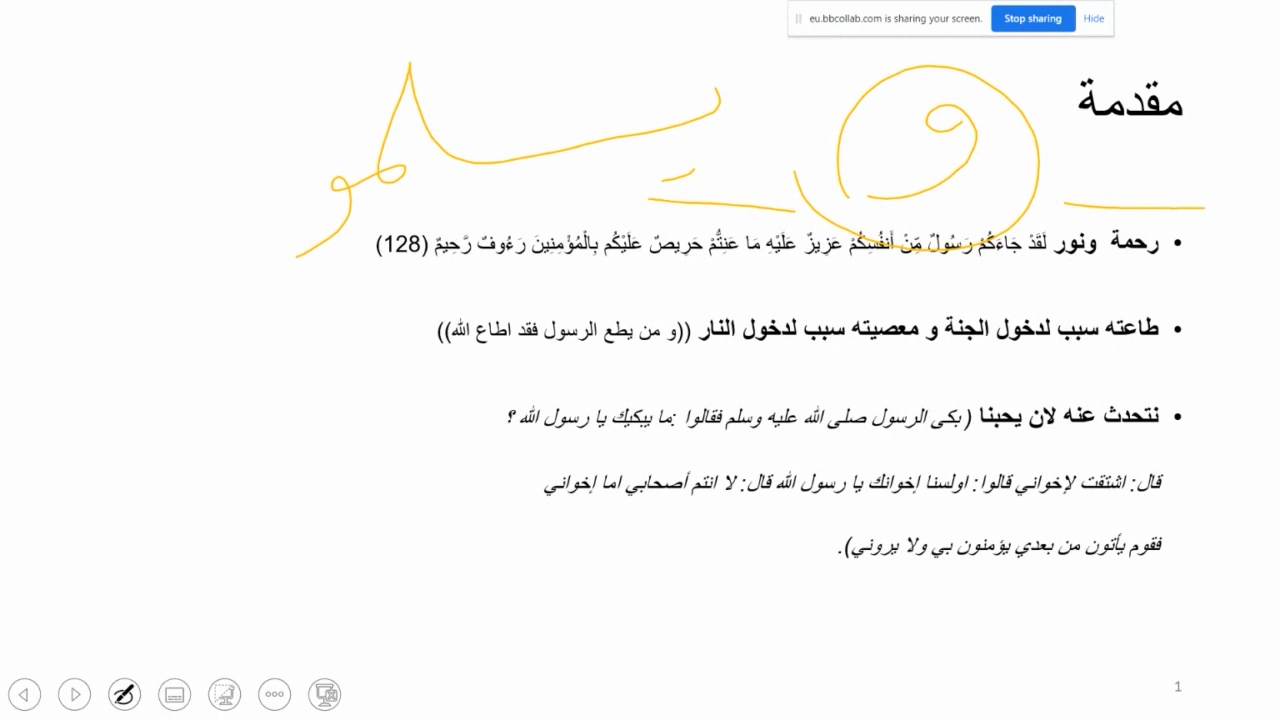 eu.bbcollab.com is sharing your screen. Stop sharing Hide
مقدمة
و يسلمو
• رحمة ونور لَقَدْ جَاءَكُمْ رَسُولٌ مِّنْ أَنفُسِكُمْ عَزِيزٌ عَلَيْهِ مَا عَنِتُّمْ حَرِيصٌ عَلَيْكُم بِالْمُؤْمِنِينَ رَءُوفٌ رَّحِيمٌ (128)
• طاعته سبب لدخول الجنة و معصيته سبب لدخول النار ((و من يطع الرسول فقد اطاع الله))
• نتحدث عنه لان يحبنا (بكى الرسول صلى الله عليه وسلم فقالوا :ما يبكيك يا رسول الله ؟
قال: اشتقت لإخواني قالوا: اولسنا إخوانك يا رسول الله قال: لا انتم أصحابي اما إخواني
فقوم يأتون من بعدي يؤمنون بي ولا يروني).
1